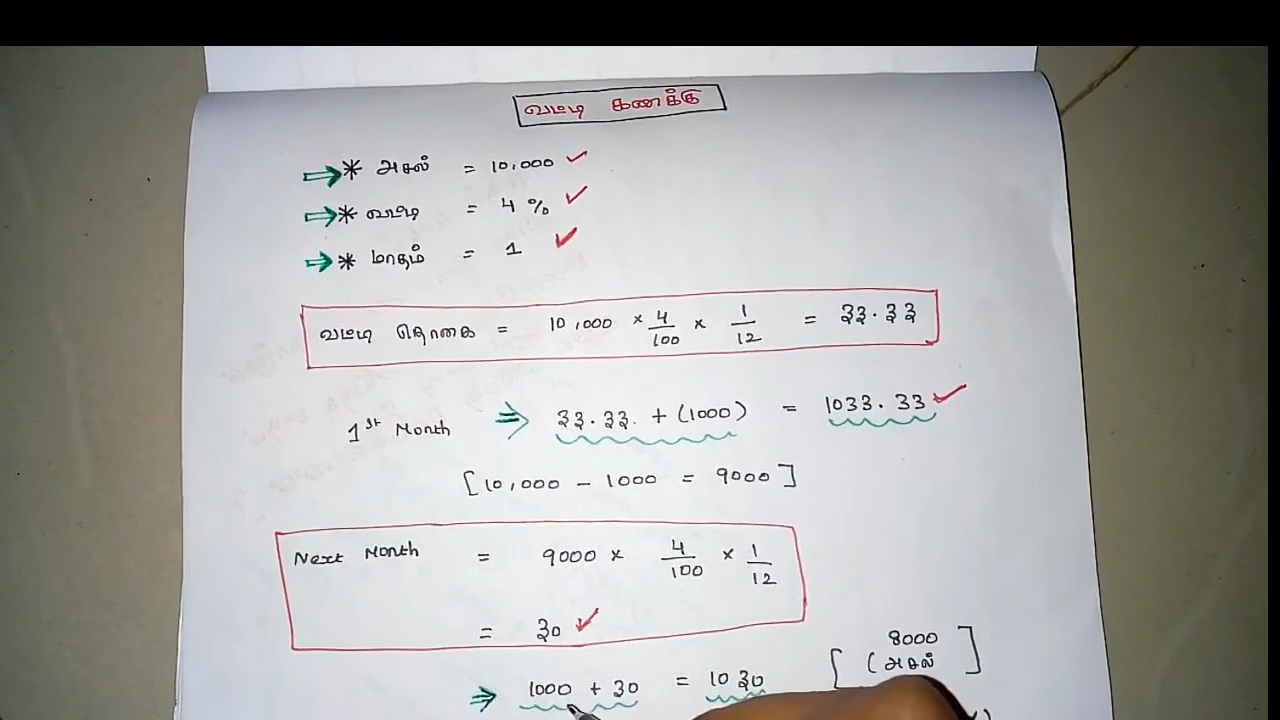 வட்டி கணக்கு
* அசல் = 10,000
* வட்டி = 4 %
* மாதம் = 1
வட்டி தொகை = 10,000 × 4/100 × 1/12 = 33.33
1st Month ⇒ 33.33. + (1000) = 1033.33
[10,000 - 1000 = 9000]
Next Month = 9000 × 4/100 × 1/12
= 30
⇒ 1000 + 30 = 1030 [8000
(அசல் ]